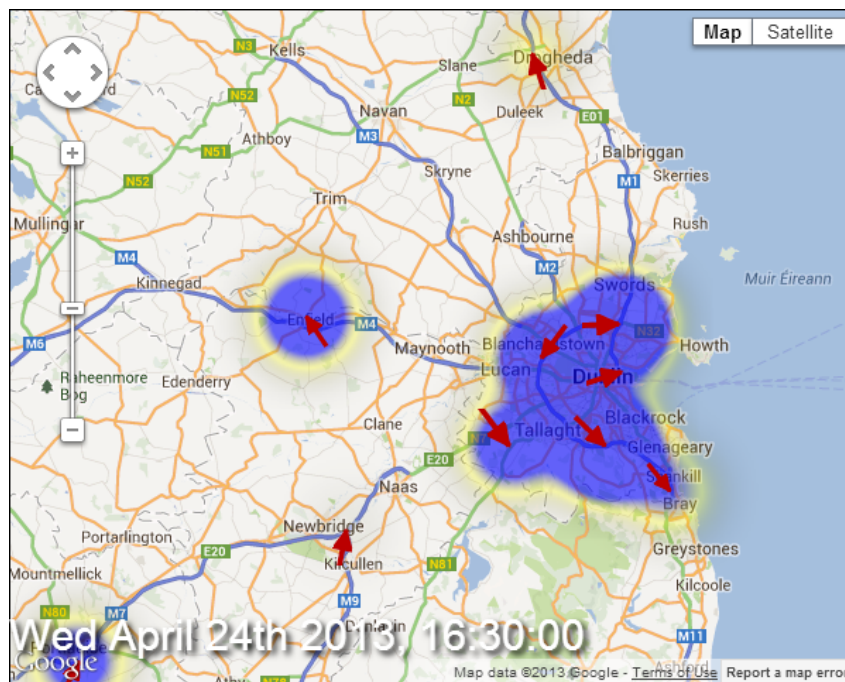 Map Satellite
N3
Kells
Slane
Drogheda
N52
N2
Navan
Duleek
E01
Athboy
M3
N51
Balbriggan
Skryne
Skerries
N52
M1
Trim
Mullingar
Rush
Ashbourne
M4
M2
Muir Éireann
Kinnegad
Swords
Enfield
M4
N32
M6
Maynooth
Blanchardstown
Howth
Lucan
Raheenmore
Bog
Edenderry
Dublin
Clane
Blackrock
Tallaght
N7
Glenageary
E20
Shankill
Naas
Bray
Newbridge
Portarlington
E20
Greystones
Kilcullen
N81
Mountmellick
Kilcoole
M9
N80
M7
M11
Wed April 24th 2013, 16:30:00
Google
Ashford
Map data ©2013 Google - Terms of Use Report a map error
N78